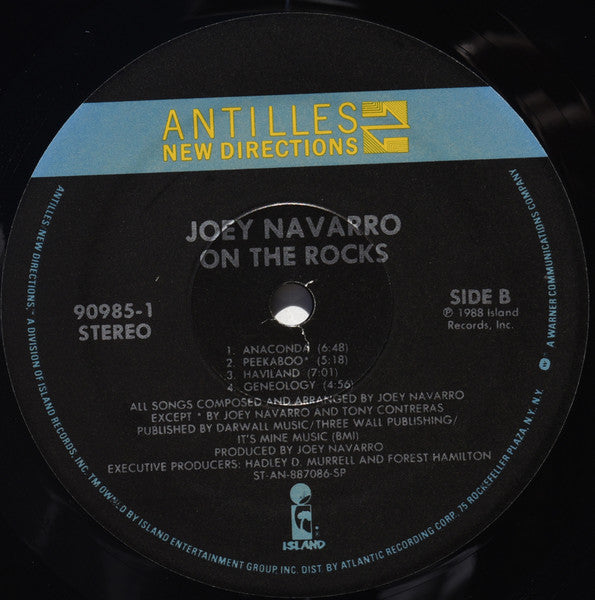 ANTILLES
NEW DIRECTIONS
JOEY NAVARRO
ON THE ROCKS
90985-1
STEREO
SIDE B
℗ 1988 Island
Records, Inc.
1. ANACONDA (6:48)
2. PEEKABOO* (5:18)
3. HAVILAND (7:01)
4. GENEOLOGY (4:56)
ALL SONGS COMPOSED AND ARRANGED BY JOEY NAVARRO
EXCEPT * BY JOEY NAVARRO AND TONY CONTRERAS
PUBLISHED BY DARWALL MUSIC/THREE WALL PUBLISHING/
IT'S MINE MUSIC (BMI)
PRODUCED BY JOEY NAVARRO
EXECUTIVE PRODUCERS: HADLEY D. MURRELL AND FOREST HAMILTON
ST-AN-887086-SP
ISLAND
ANTILLES NEW DIRECTIONS, A DIVISION OF ISLAND RECORDS, INC. TM OWNED BY ISLAND ENTERTAINMENT GROUP, INC. DIST. BY ATLANTIC RECORDING CORP., 75 ROCKEFELLER PLAZA, N.Y. N.Y. A WARNER COMMUNICATIONS COMPANY